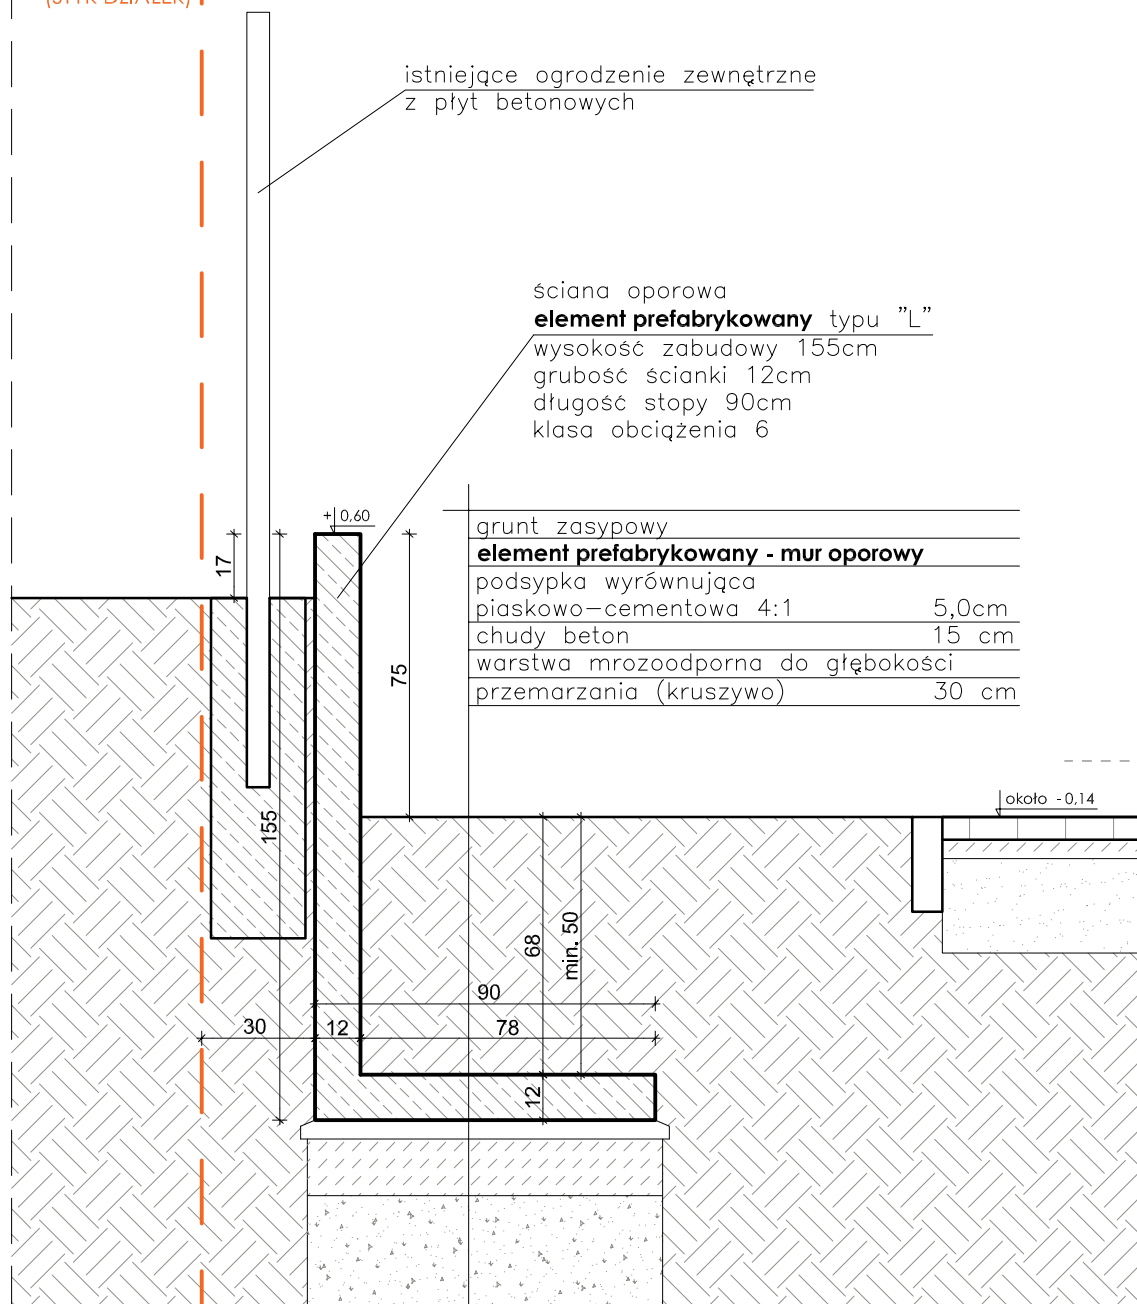 istniejące ogrodzenie zewnętrzne
z płyt betonowych
ściana oporowa
element prefabrykowany typu "L"
wysokość zabudowy 155cm
grubość ścianki 12cm
długość stopy 90cm
klasa obciążenia 6
+0,60
grunt zasypowy
element prefabrykowany - mur oporowy
podsypka wyrównująca
piaskowo-cementowa 4:1 5,0cm
chudy beton 15 cm
warstwa mrozoodporna do głębokości
przemarzania (kruszywo) 30 cm
17
75
155
około -0,14
68
min. 50
90
30
12
78
12